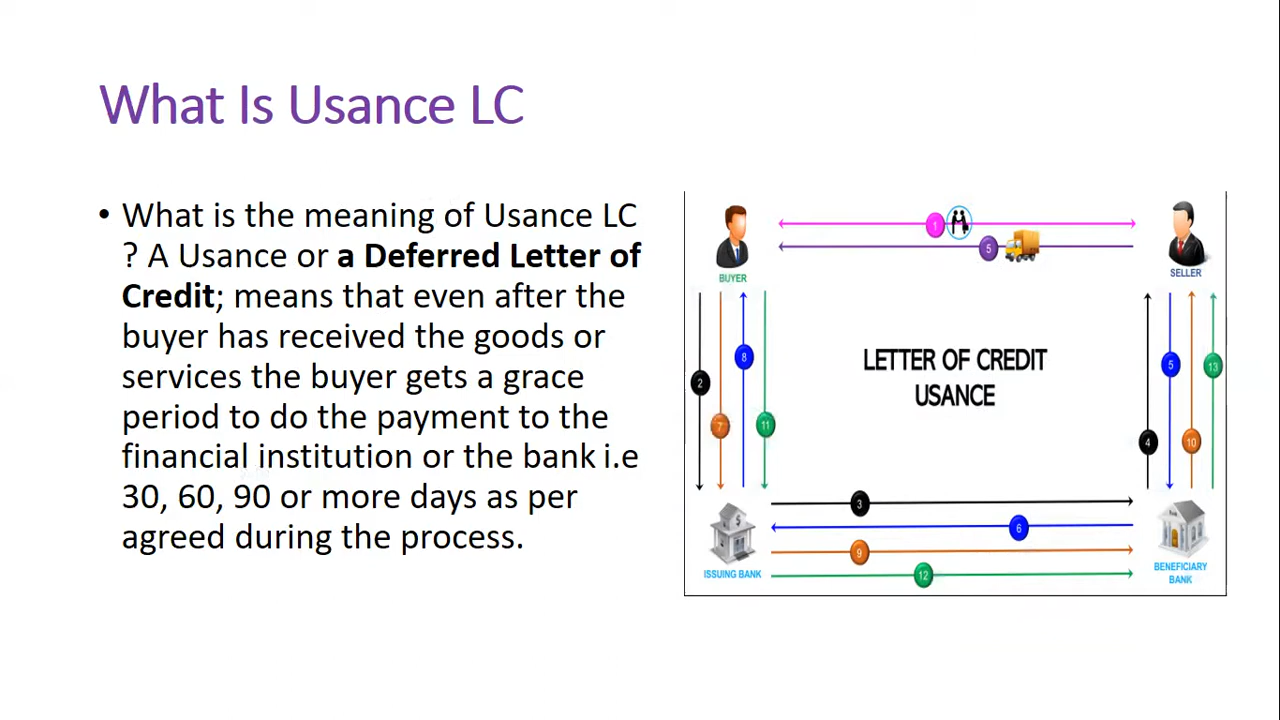 What Is Usance LC
• What is the meaning of Usance LC
? A Usance or a Deferred Letter of
Credit; means that even after the
buyer has received the goods or
services the buyer gets a grace
period to do the payment to the
financial institution or the bank i.e
30, 60, 90 or more days as per
agreed during the process.
1
5
BUYER
SELLER
2
7
8
11
LETTER OF CREDIT
USANCE
4
5
10
13
3
6
9
12
$
ISSUING BANK
BENEFICIARY
BANK